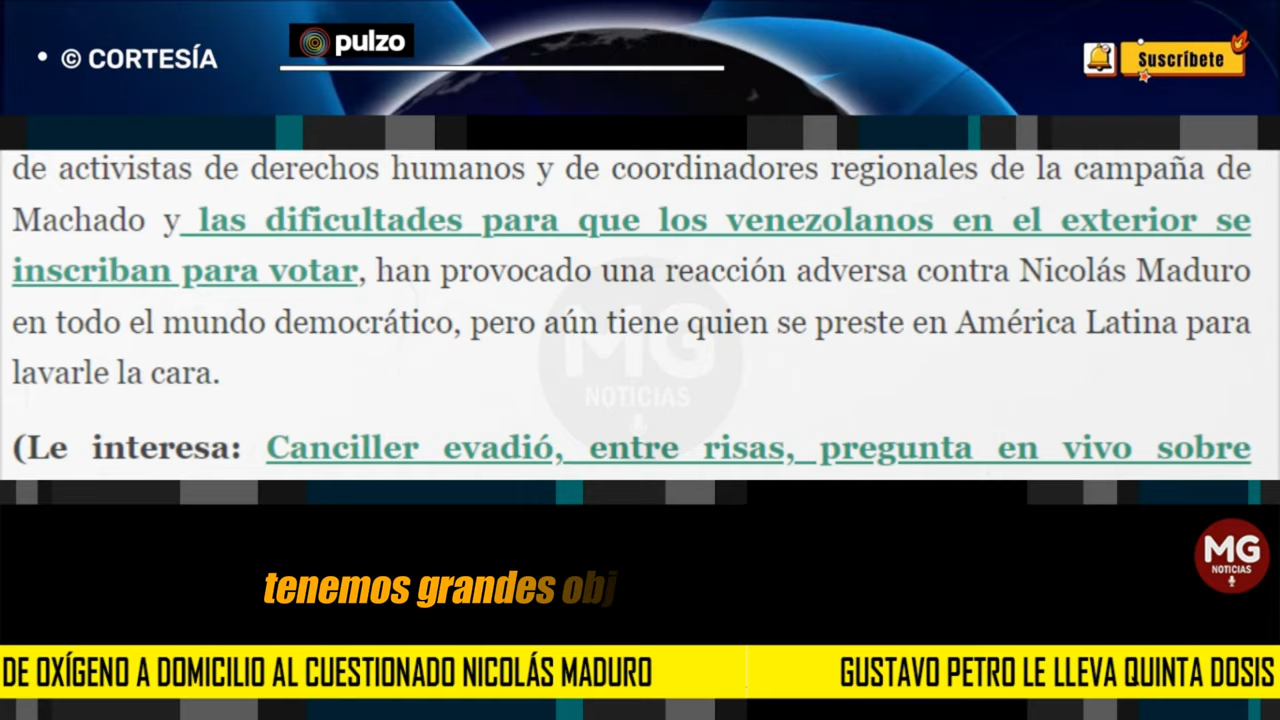 • © CORTESÍA
pulzo
Suscríbete
de activistas de derechos humanos y de coordinadores regionales de la campaña de
Machado y las dificultades para que los venezolanos en el exterior se
inscriban para votar, han provocado una reacción adversa contra Nicolás Maduro
en todo el mundo democrático, pero aún tiene quien se preste en América Latina para
lavarle la cara.
MG
NOTICIAS
(Le interesa: Canciller evadió, entre risas, pregunta en vivo sobre
MG
NOTICIAS
tenemos grandes obj
DE OXÍGENO A DOMICILIO AL CUESTIONADO NICOLÁS MADURO
GUSTAVO PETRO LE LLEVA QUINTA DOSIS